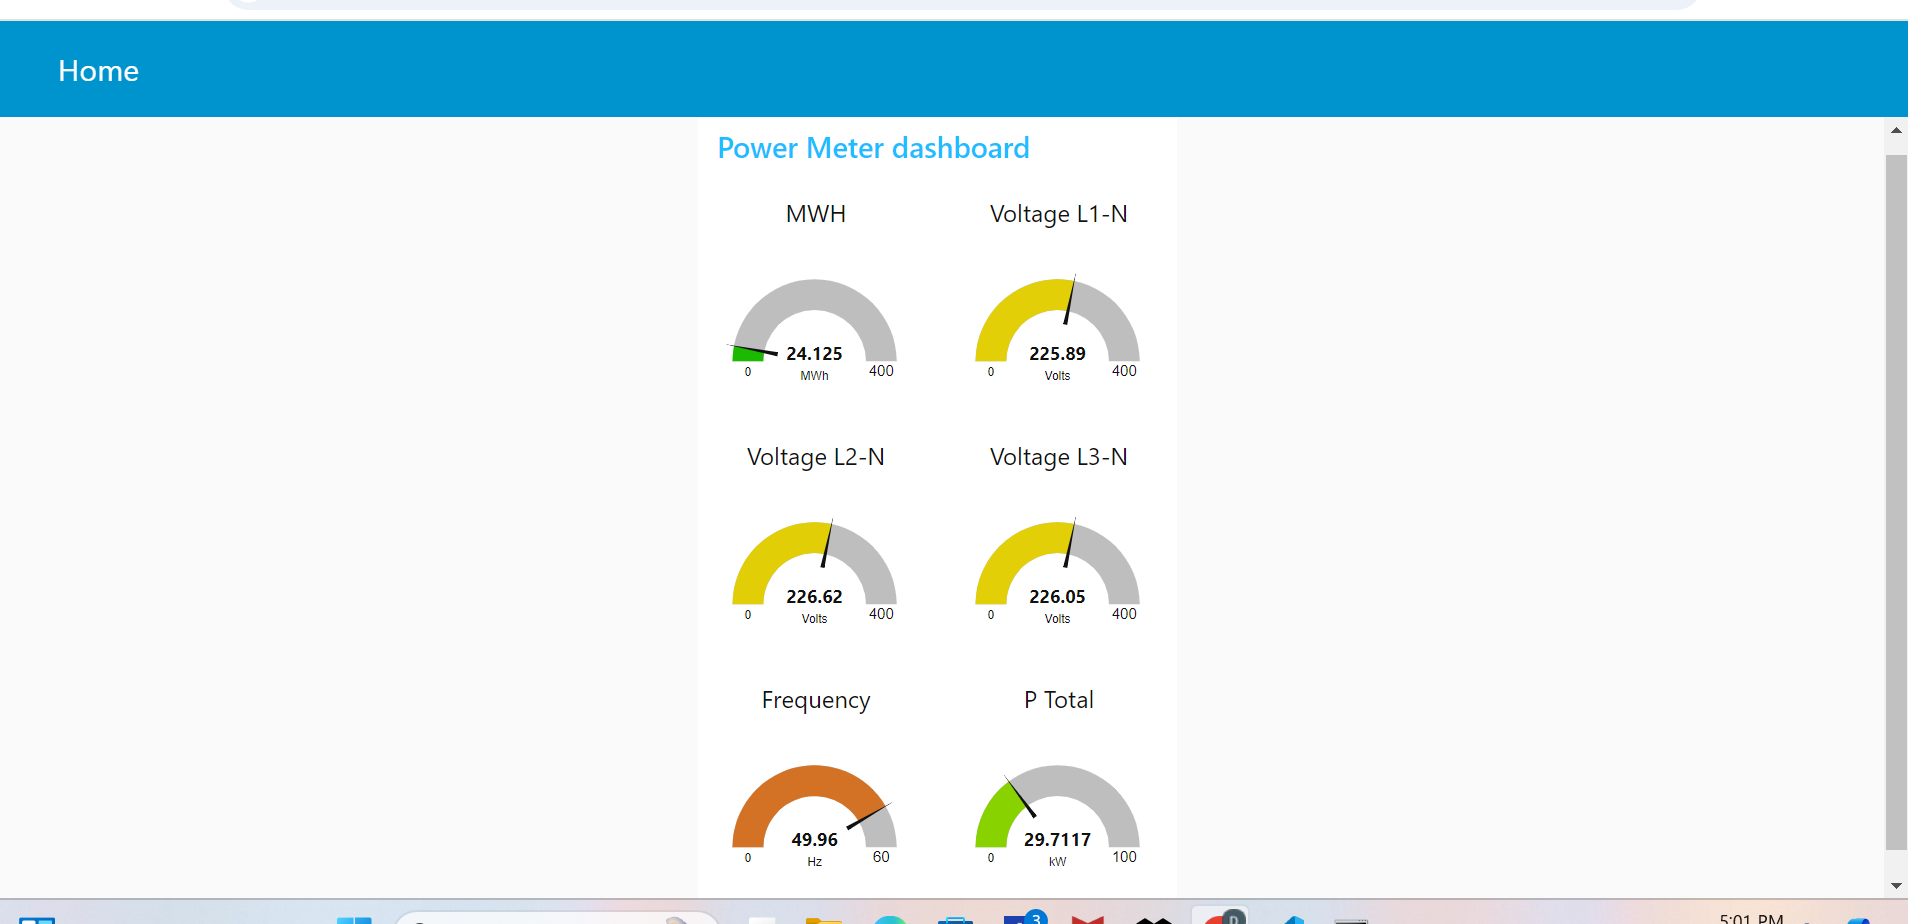 Home
Power Meter dashboard
MWH
24.125
MWh
0
400
Voltage L1-N
225.89
Volts
0
400
Voltage L2-N
226.62
Volts
0
400
Voltage L3-N
226.05
Volts
0
400
Frequency
49.96
Hz
0
60
P Total
29.7117
kW
0
100
3
D
5:01 PM